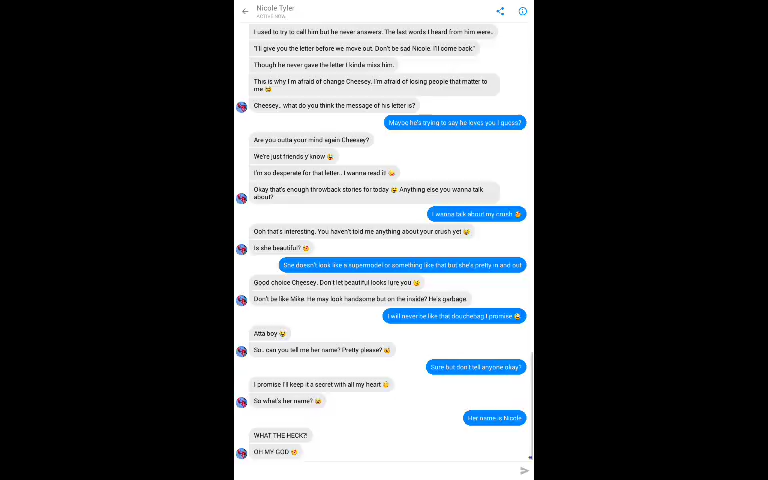 Nicole Tyler
ACTIVE NOW
I used to try to call him but he never answers. The last words I heard from him were..
"I'll give you the letter before we move out. Don't be sad Nicole. I'll come back."
Though he never gave the letter I kinda miss him.
This is why I'm afraid of change Cheesey. I'm afraid of losing people that matter to
me
Cheesey.. what do you think the message of his letter is?
Maybe he's trying to say he loves you I guess?
Are you outta your mind again Cheesey?
We're just friends y'know
I'm so desperate for that letter.. I wanna read it!
Okay that's enough throwback stories for today Anything else you wanna talk
about?
I wanna talk about my crush
Ooh that's interesting. You haven't told me anything about your crush yet
Is she beautiful?
She doesn't look like a supermodel or something like that but she's pretty in and out
Good choice Cheesey. Don't let beautiful looks lure you
Don't be like Mike. He may look handsome but on the inside? He's garbage.
I will never be like that douchebag I promise
Atta boy
So.. can you tell me her name? Pretty please?
Sure but don't tell anyone okay?
I promise I'll keep it a secret with all my heart
So what's her name?
Her name is Nicole
WHAT THE HECK?!
OH MY GOD